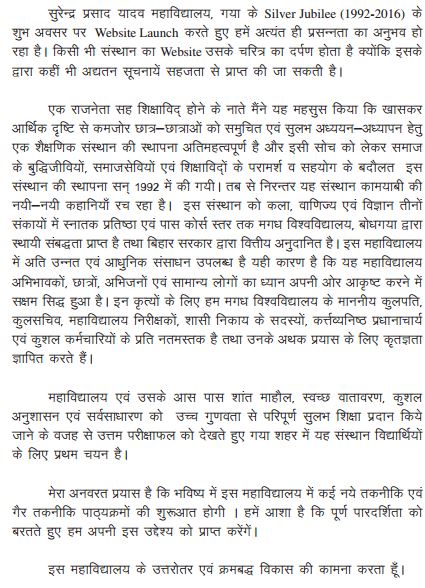 सुरेन्द्र प्रसाद यादव महाविद्यालय, गया के Silver Jubilee (1992-2016) के
शुभ अवसर पर Website Launch करते हुए हमें अत्यंत ही प्रसन्नता का अनुभव हो
रहा है। किसी भी संस्थान का Website उसके चरित्र का दर्पण होता है क्योंकि इसके
द्वारा कहीं भी अद्यतन सूचनायें सहजता से प्राप्त की जा सकती है।
एक राजनेता सह शिक्षाविद् होने के नाते मैंने यह महसुस किया कि खासकर
आर्थिक दृष्टि से कमजोर छात्र–छात्राओं को समुचित एवं सुलभ अध्ययन–अध्यापन हेतु
एक शैक्षणिक संस्थान की स्थापना अतिमहत्वपूर्ण है और इसी सोच को लेकर समाज
के बुद्धिजीवियों, समाजसेवियों एवं शिक्षाविदों के परामर्श व सहयोग के बदौलत इस
संस्थान की स्थापना सन् 1992 में की गयी। तब से निरन्तर यह संस्थान कामयाबी की
नयी–नयी कहानियाँ रच रहा है। इस संस्थान को कला, वाणिज्य एवं विज्ञान तीनों
संकायों में स्नातक प्रतिष्ठा एवं पास कोर्स स्तर तक मगध विश्वविद्यालय, बोधगया द्वारा
स्थायी संबद्धता प्राप्त है तथा बिहार सरकार द्वारा वित्तीय अनुदानित है। इस महाविद्यालय
में अति उन्नत एवं आधुनिक संसाधन उपलब्ध है यही कारण है कि यह महाविद्यालय
अभिभावकों, छात्रों, अभिजनों एवं सामान्य लोगों का ध्यान अपनी ओर आकृष्ट करने में
सक्षम सिद्ध हुआ है। इन कृत्यों के लिए हम मगध विश्वविद्यालय के माननीय कुलपति,
कुलसचिव, महाविद्यालय निरीक्षकों, शासी निकाय के सदस्यों, कर्त्तव्यनिष्ठ प्रधानाचार्य
एवं कुशल कर्मचारियों के प्रति नतमस्तक है तथा उनके अथक प्रयास के लिए कृतज्ञता
ज्ञापित करते हैं।
महाविद्यालय एवं उसके आस पास शांत माहौल, स्वच्छ वातावरण, कुशल
अनुशासन एवं सर्वसाधारण को उच्च गुणवता से परिपूर्ण सुलभ शिक्षा प्रदान किये
जाने के वजह से उत्तम परीक्षाफल को देखते हुए गया शहर में यह संस्थान विद्यार्थियों
के लिए प्रथम चयन है।
मेरा अनवरत प्रयास है कि भविष्य में इस महाविद्यालय में कई नये तकनीकि एवं
गैर तकनीकि पाठ्यक्रमों की शुरूआत होगी । हमें आशा है कि पूर्ण पारदर्शिता को
बरतते हुए हम अपनी इस उद्देश्य को प्राप्त करेंगें।
इस महाविद्यालय के उत्तरोतर एवं क्रमबद्ध विकास की कामना करता हूँ।